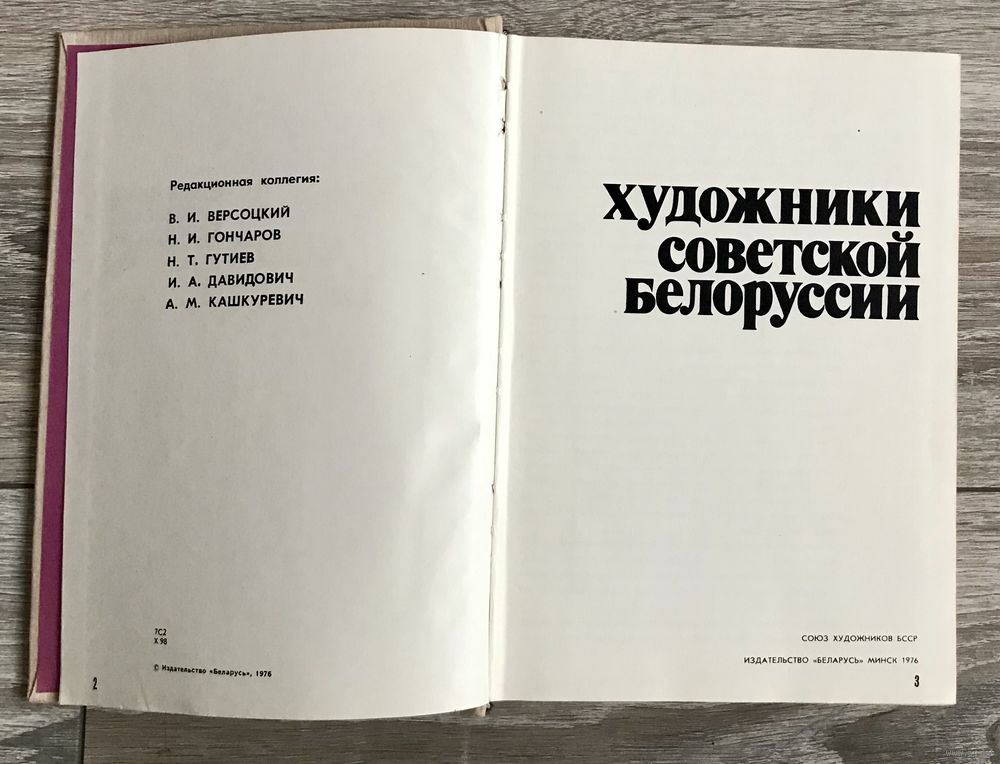 Редакционная коллегия:
В. И. ВЕРСОЦКИЙ
Н. И. ГОНЧАРОВ
Н. Т. ГУТИЕВ
И. А. ДАВИДОВИЧ
А. М. КАШКУРЕВИЧ
7С2
Х 98
© Издательство «Беларусь», 1976
2
ХУДОЖНИКИ
СОВЕТСКОЙ
БЕЛОРУССИИ
СОЮЗ ХУДОЖНИКОВ БССР
ИЗДАТЕЛЬСТВО «БЕЛАРУСЬ» МИНСК 1976
3